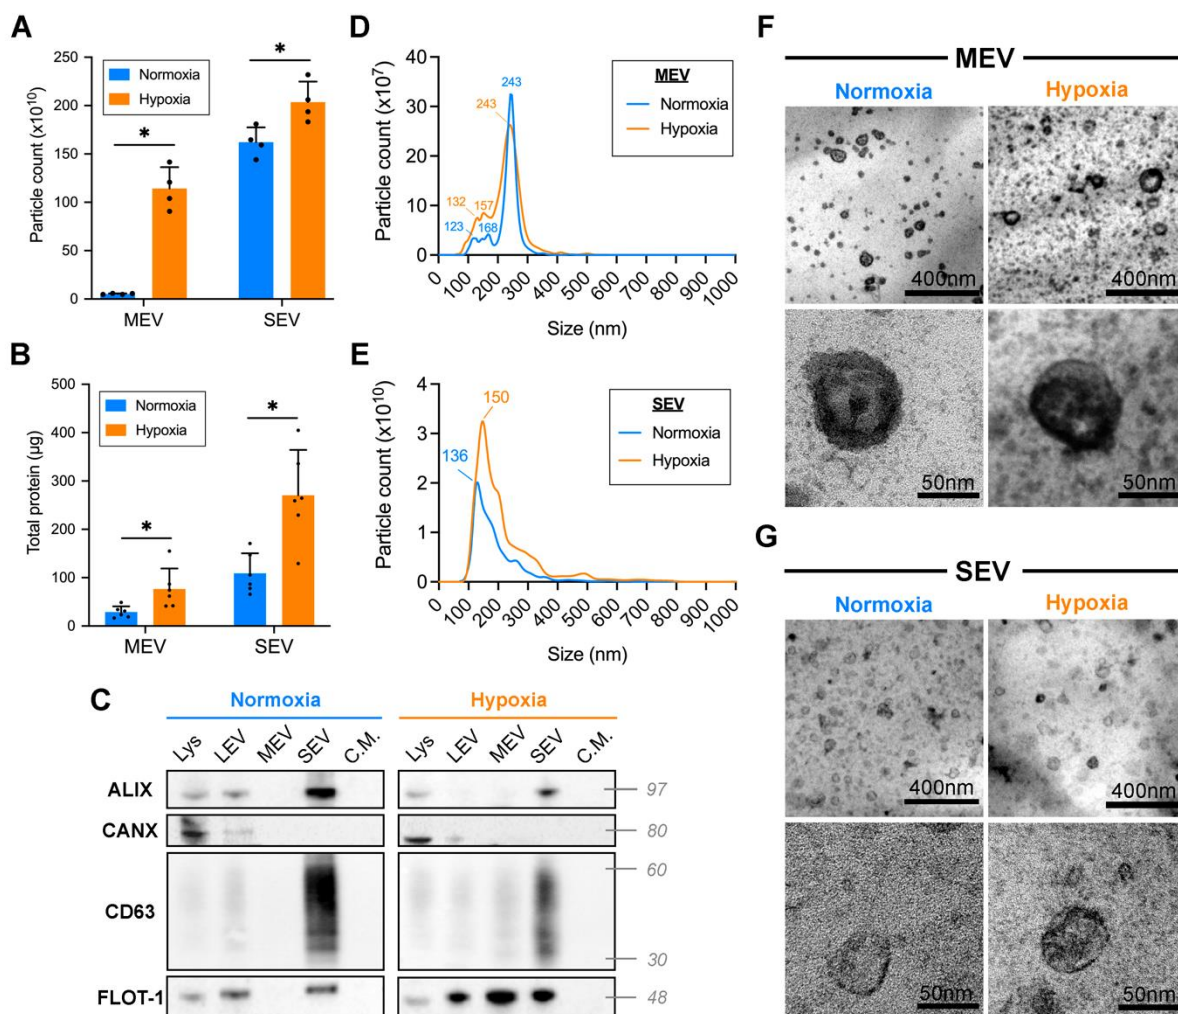 A
Particle count (x10¹⁰)
250
200
150
100
50
0
Normoxia
Hypoxia
*
*
MEV
SEV
B
Total protein (µg)
500
400
300
200
100
0
Normoxia
Hypoxia
*
*
MEV
SEV
C
Normoxia
Hypoxia
Lys
LEV
MEV
SEV
C.M.
Lys
LEV
MEV
SEV
C.M.
ALIX
97
CANX
80
CD63
60
30
FLOT-1
48
D
Particle count (x10⁷)
40
30
20
10
0
243
243
132
157
123
168
MEV
Normoxia
Hypoxia
0
100
200
300
400
500
600
700
800
900
1000
Size (nm)
E
Particle count (x10¹⁰)
4
3
2
1
0
150
136
SEV
Normoxia
Hypoxia
0
100
200
300
400
500
600
700
800
900
1000
Size (nm)
F
MEV
Normoxia
Hypoxia
400nm
400nm
50nm
50nm
G
SEV
Normoxia
Hypoxia
400nm
400nm
50nm
50nm